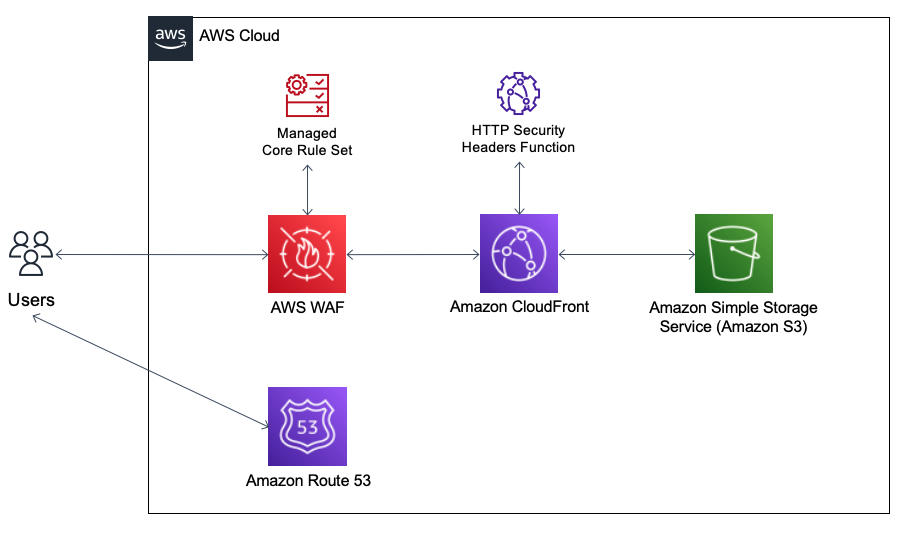 aws
AWS Cloud
Managed
Core Rule Set
HTTP Security
Headers Function
Users
AWS WAF
Amazon CloudFront
Amazon Simple Storage
Service (Amazon S3)
53
Amazon Route 53